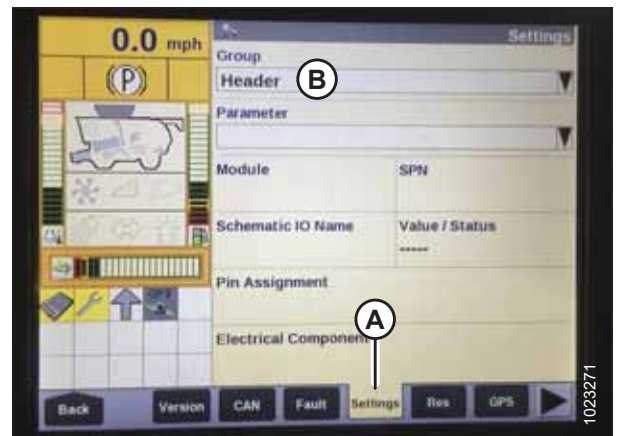 0.0 mph
Settings
(P)
Group
Header
B
Parameter
Module
SPN
Schematic IO Name
Value / Status
-----
Pin Assignment
A
Electrical Component
Back
Version
CAN
Fault
Settings
Res
GPS
1023271